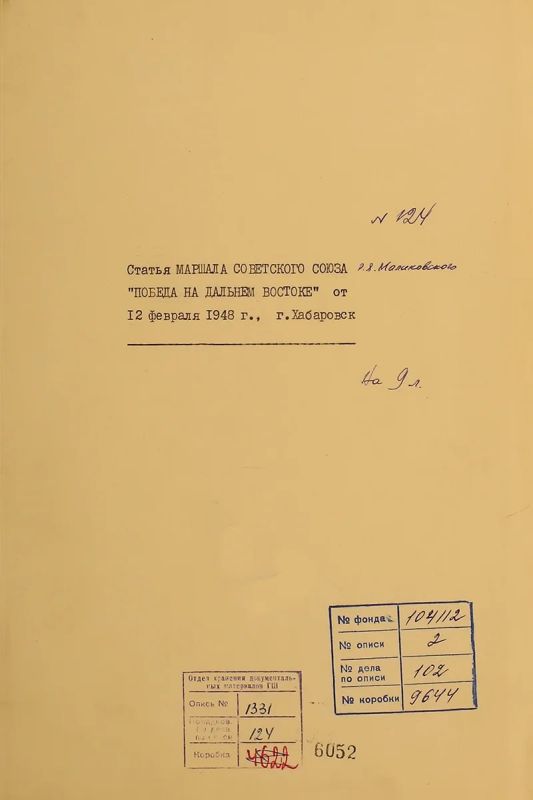 N 124
Статья МАРШАЛА СОВЕТСКОГО СОЮЗА Р.Я. Малиновского
"ПОБЕДА НА ДАЛЬНЕМ ВОСТОКЕ" от
12 февраля 1948 г., г.Хабаровск
На 9 л.
№ фонда 104112
№ описи 2
№ дела по описи 102
№ коробки 9644
Отдел хранения документаль-
ных материалов ГШ
Опись № 1331
124
Коробка 4622
6052